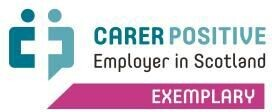 CARER POSITIVE
Employer in Scotland
EXEMPLARY